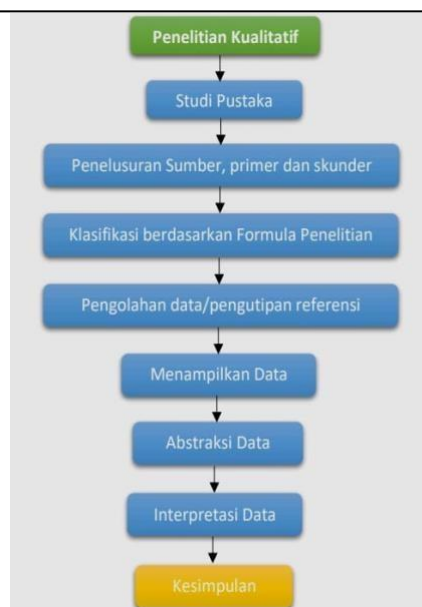 Penelitian Kualitatif
Studi Pustaka
Penelusuran Sumber, primer dan skunder
Klasifikasi berdasarkan Formula Penelitian
Pengolahan data/pengutipan referensi
Menampilkan Data
Abstraksi Data
Interpretasi Data
Kesimpulan